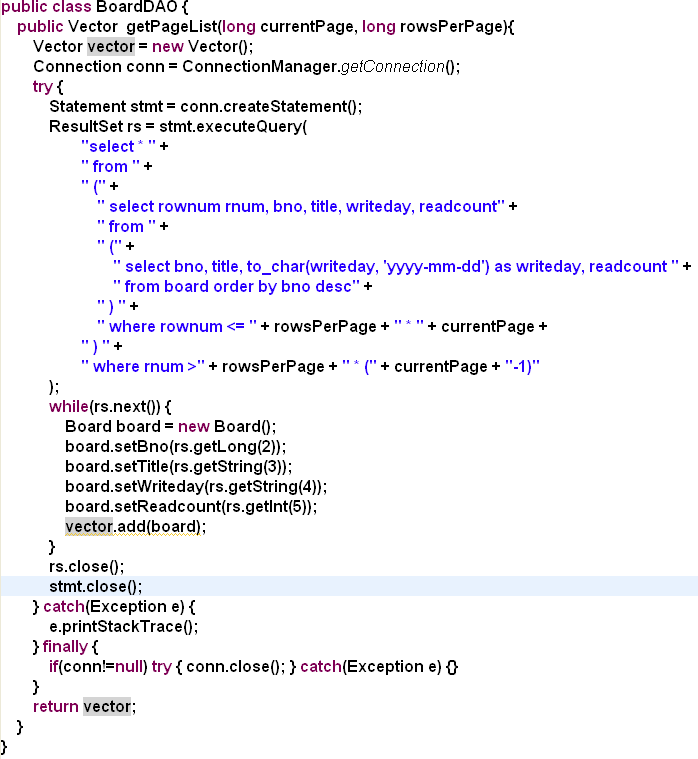 public class BoardDAO {
public Vector  getPageList(long currentPage, long rowsPerPage){
Vector vector = new Vector();
Connection conn = ConnectionManager.getConnection();
try {
Statement stmt = conn.createStatement();
ResultSet rs = stmt.executeQuery(
"select * " +
" from " +
" (" +
" select rownum rnum, bno, title, writeday, readcount" +
" from " +
" (" +
" select bno, title, to_char(writeday, 'yyyy-mm-dd') as writeday, readcount " +
" from board order by bno desc" +
" ) " +
" where rownum <= " + rowsPerPage + " * " + currentPage +
" ) " +
" where rnum >" + rowsPerPage + " * (" + currentPage + "-1)"
);
while(rs.next()) {
Board board = new Board();
board.setBno(rs.getLong(2));
board.setTitle(rs.getString(3));
board.setWriteday(rs.getString(4));
board.setReadcount(rs.getInt(5));
vector.add(board);
}
rs.close();
stmt.close();
} catch(Exception e) {
e.printStackTrace();
} finally {
if(conn!=null) try { conn.close(); } catch(Exception e) {}
}
return vector;
}
}